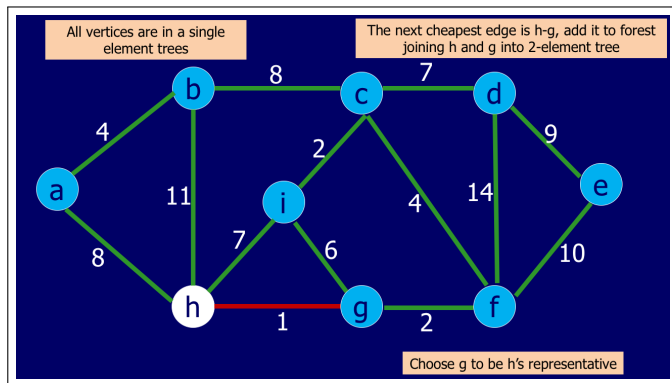 All vertices are in a single
element trees
The next cheapest edge is h-g, add it to forest
joining h and g into 2-element tree
b
8
c
7
d
4
9
2
a
11
i
4
14
e
8
7
6
10
h
1
g
2
f
Choose g to be h's representative